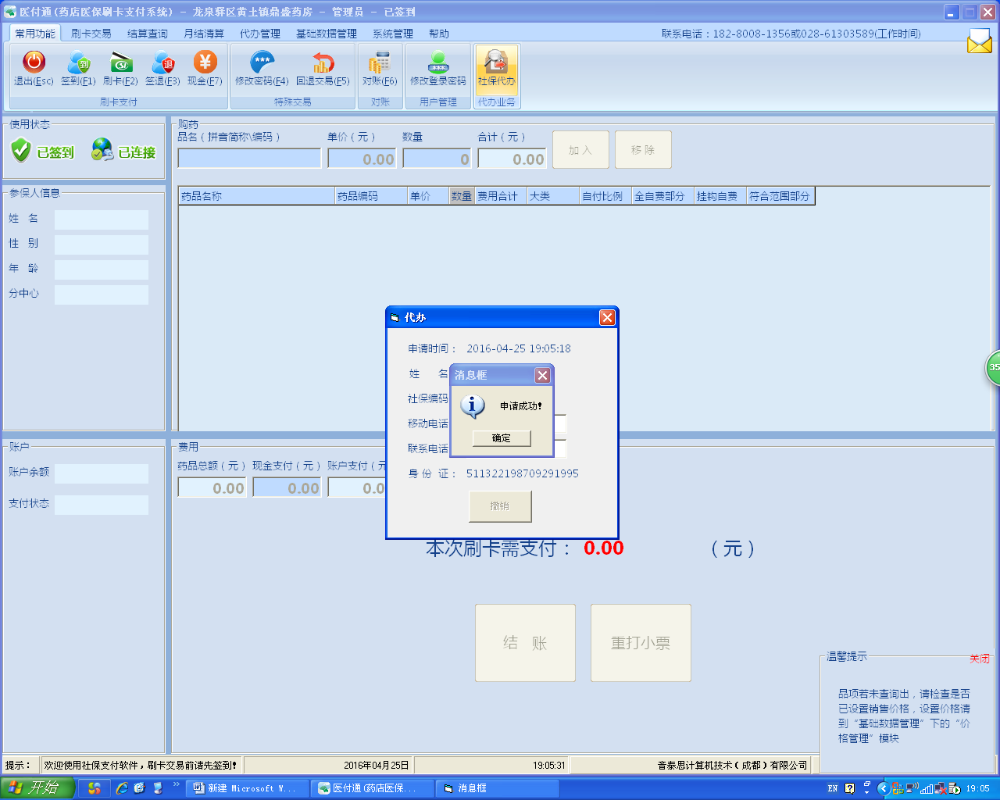 医付通(药店医保刷卡支付系统) - 龙泉驿区黄土镇鼎盛药房 - 管理员 - 已签到
常用功能 刷卡交易 结算查询 月结清算 代办管理 基础数据管理 系统管理 帮助 联系电话：182-8008-1356或028-61303589(工作时间)
退出(Esc) 签到(F1) 刷卡(F2) 签退(F3) 现金(F7) 修改密码(F4) 回退交易(F5) 对账(F6) 修改登录密码 社保代办
刷卡支付 特殊交易 对账 用户管理 代办业务
使用状态
已签到 已连接
参保人信息
姓 名
性 别
年 龄
分中心
账户
账户余额
支付状态
购药
品名（拼音简称\编码） 单价（元） 数量 合计（元）
0.00 0 0.00 加 入 移 除
药品名称 药品编码 单价 数量 费用合计 大类 自付比例 全自费部分 挂钩自费 符合范围部分
代办
申请时间： 2016-04-25 19:05:18
姓 名
社保编码
移动电话
联系电话
身 份 证： 511322198709291995
撤销
消息框
申请成功!
确定
费用
药品总额（元） 现金支付（元） 账户支付（元
0.00 0.00 0.0
本次刷卡需支付： 0.00 （元）
结 账 重打小票
温馨提示 关闭
品项若未查询出，请检查是否
已设置销售价格，设置价格请
到“基础数据管理”下的“价
格管理”模块
35
提示： 欢迎使用社保支付软件，刷卡交易前请先签到! 2016年04月25日 19:05:31 音泰思计算机技术（成都）有限公司
开始 新建 Microsoft W... 医付通(药店医保... 消息框 EN 19:05